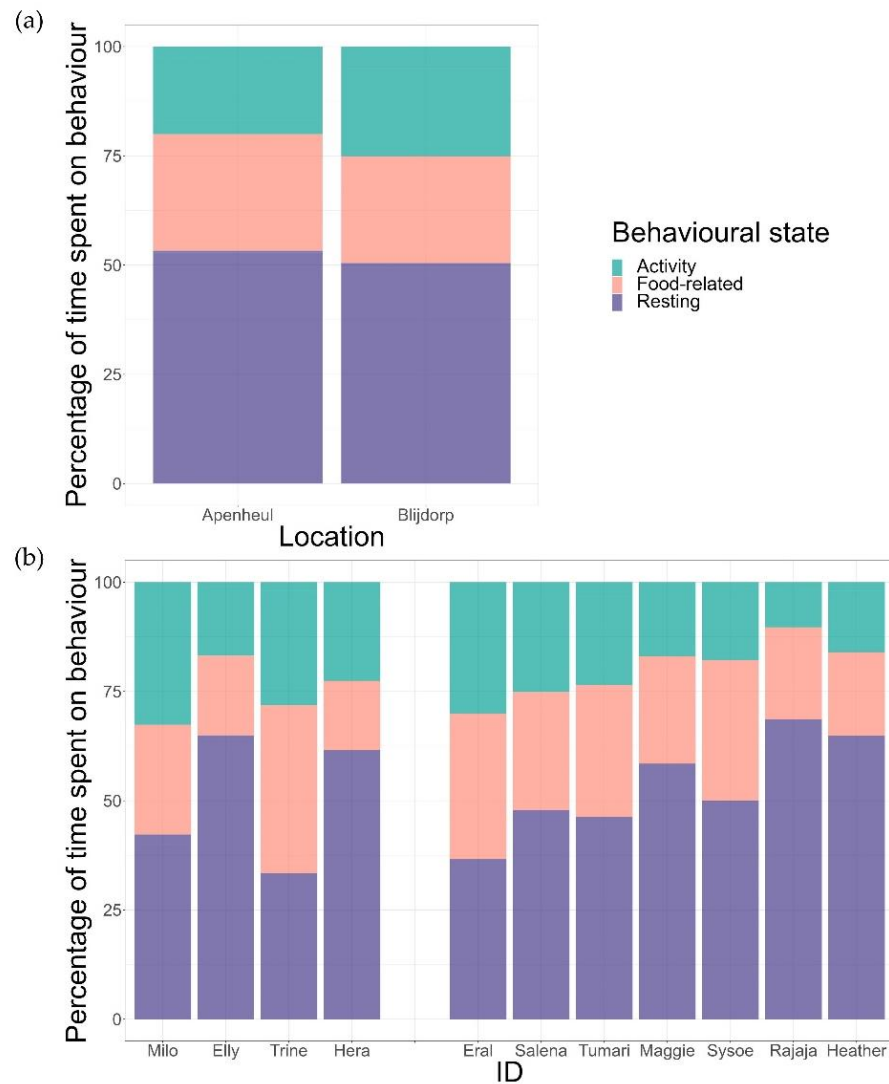 (a)
Percentage of time spent on behaviour
100
75
50
25
0
Apenheul Blijdorp
Location
Behavioural state
Activity
Food-related
Resting
(b)
Percentage of time spent on behaviour
100
75
50
25
0
Milo Elly Trine Hera Eral Salena Tumari Maggie Sysoe Rajaja Heather
ID